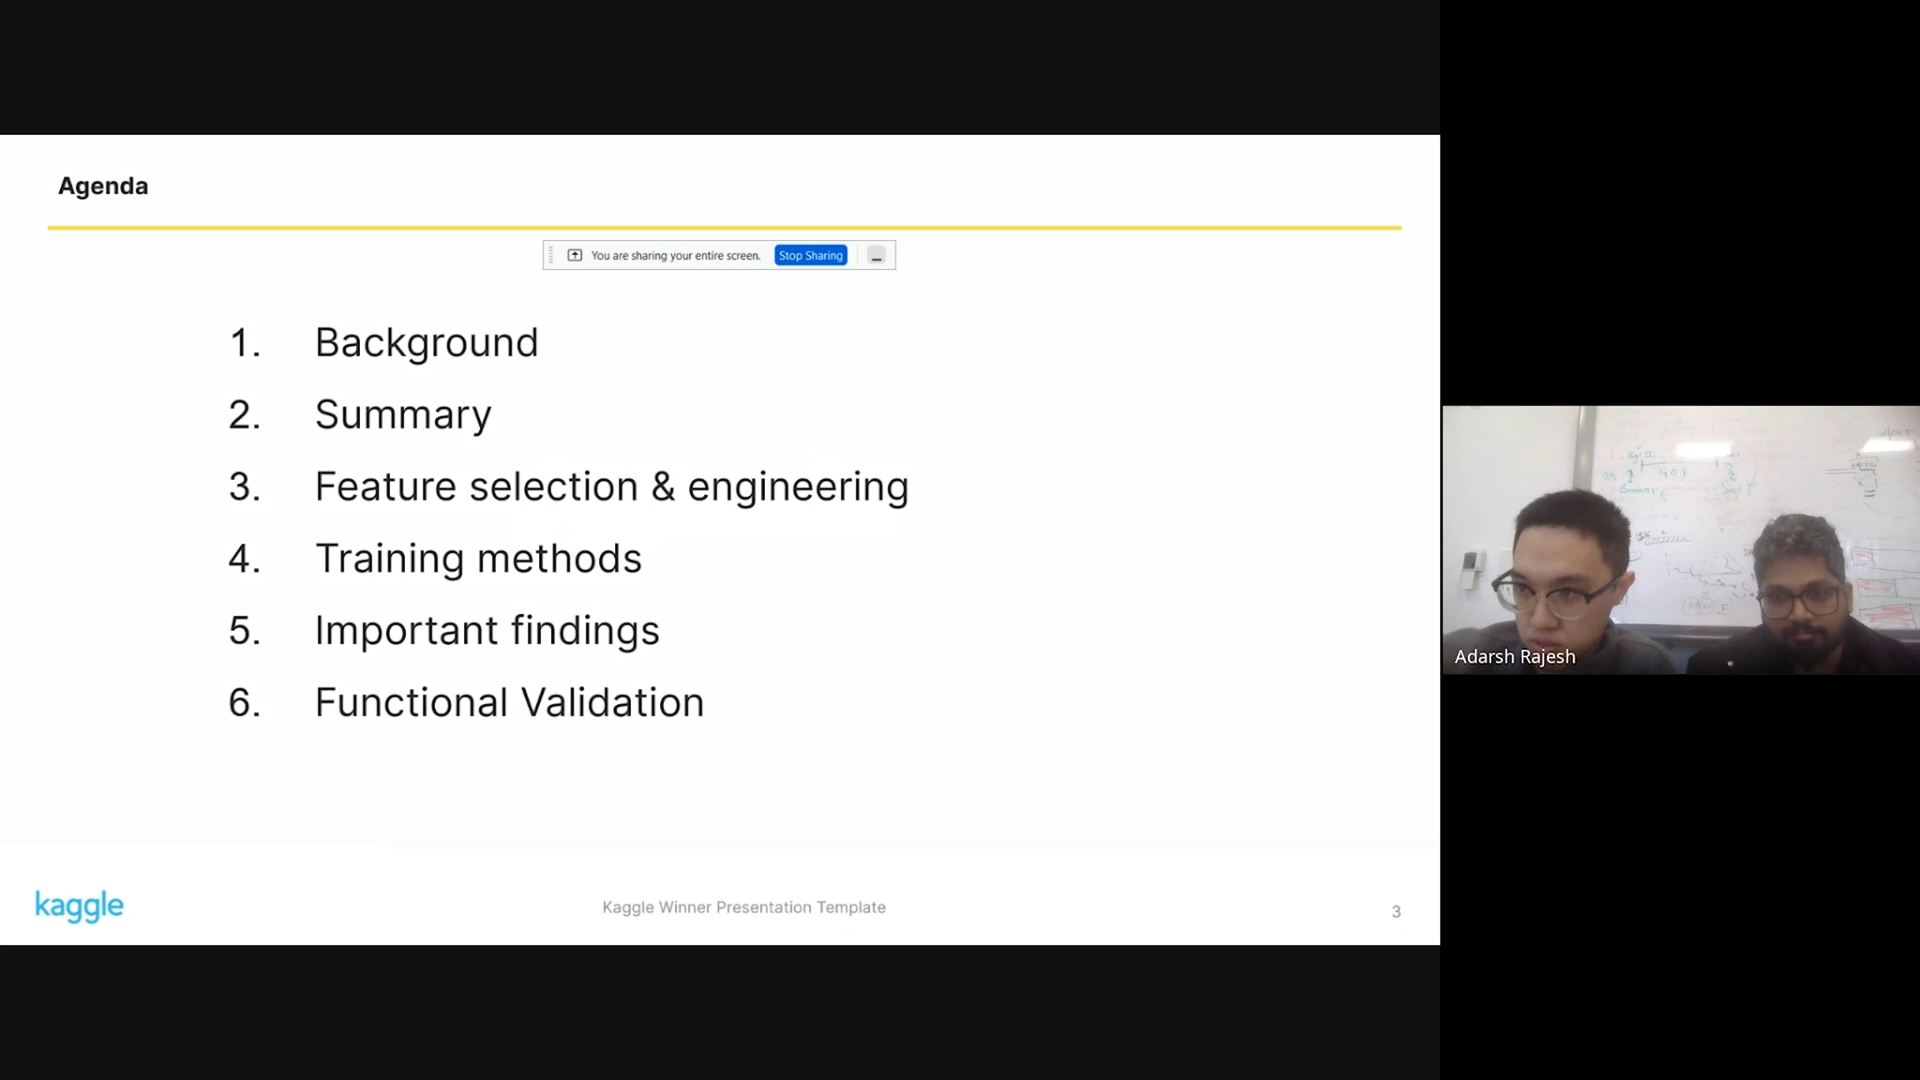 Agenda
You are sharing your entire screen.
Stop Sharing
1. Background
2. Summary
3. Feature selection & engineering
4. Training methods
5. Important findings
6. Functional Validation
kaggle
Kaggle Winner Presentation Template
3
Adarsh Rajesh